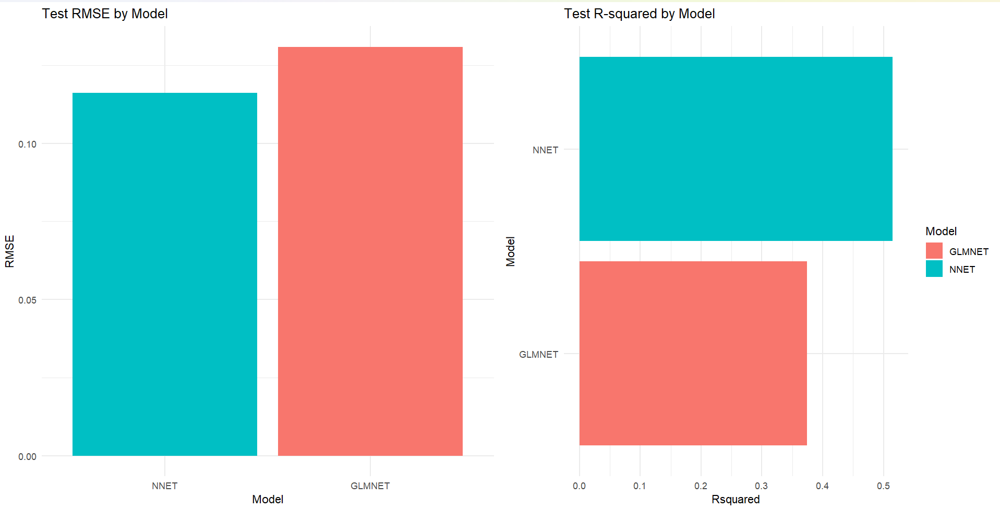 Test RMSE by Model
RMSE
0.10
0.05
0.00
NNET
GLMNET
Model
Test R-squared by Model
Model
NNET
GLMNET
0.0
0.1
0.2
0.3
0.4
0.5
Rsquared
Model
GLMNET
NNET